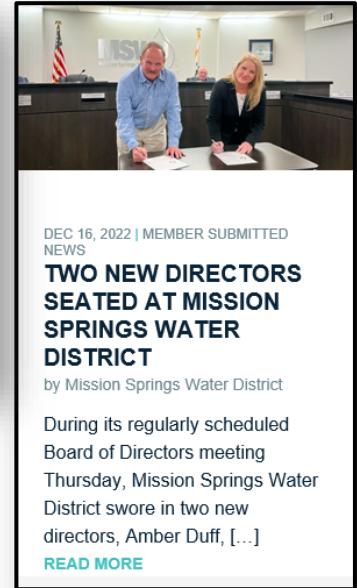 MSW
DEC 16, 2022 | MEMBER SUBMITTED
NEWS
TWO NEW DIRECTORS
SEATED AT MISSION
SPRINGS WATER
DISTRICT
by Mission Springs Water District
During its regularly scheduled
Board of Directors meeting
Thursday, Mission Springs Water
District swore in two new
directors, Amber Duff, […]
READ MORE